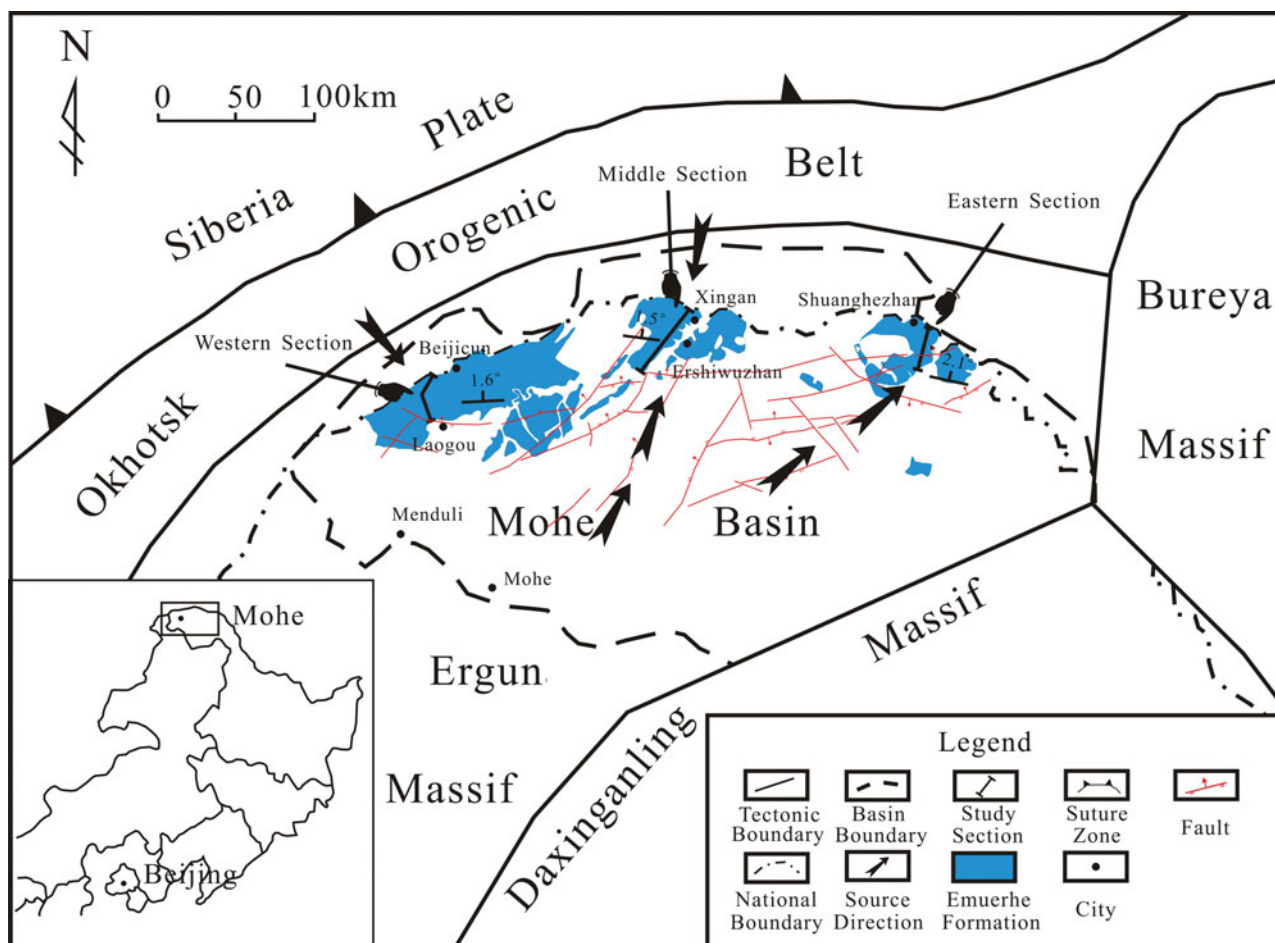 N
0 50 100km
Siberia Plate
Okhotsk Orogenic Belt
Middle Section
Eastern Section
Western Section
Beijicun
1.6°
Laogou
1.5°
Xingan
Ershiwuzhan
Shuanghezhan
2.1
Bureya
Massif
Menduli
Mohe
Mohe Basin
Ergun
Massif
Daxinganling Massif
Mohe
Beijing
Legend
Tectonic
Boundary
Basin
Boundary
Study
Section
Suture
Zone
Fault
National
Boundary
Source
Direction
Emuerhe
Formation
City